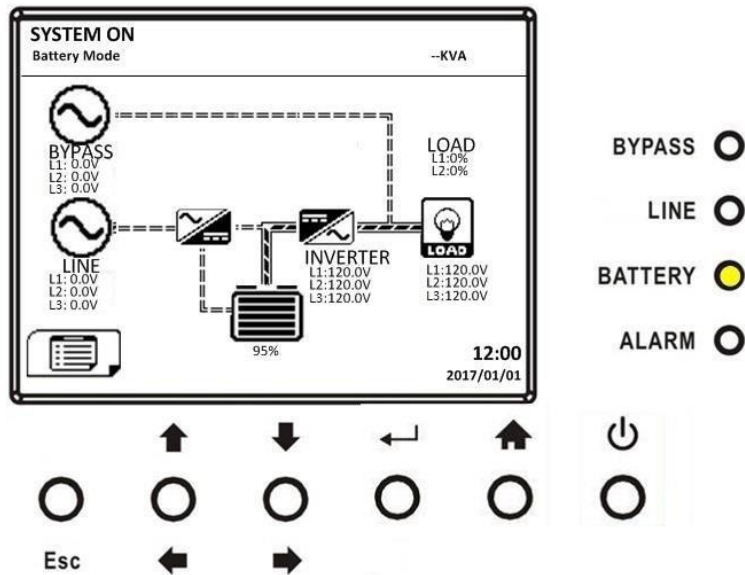 SYSTEM ON
Battery Mode
--KVA
BYPASS
L1: 0.0V
L2: 0.0V
L3: 0.0V
LOAD
L1:0%
L2:0%
LINE
L1: 0.0V
L2: 0.0V
L3: 0.0V
INVERTER
L1:120.0V
L2:120.0V
L3:120.0V
LOAD
L1:120.0V
L2:120.0V
L3:120.0V
95%
12:00
2017/01/01
BYPASS
LINE
BATTERY
ALARM
Esc